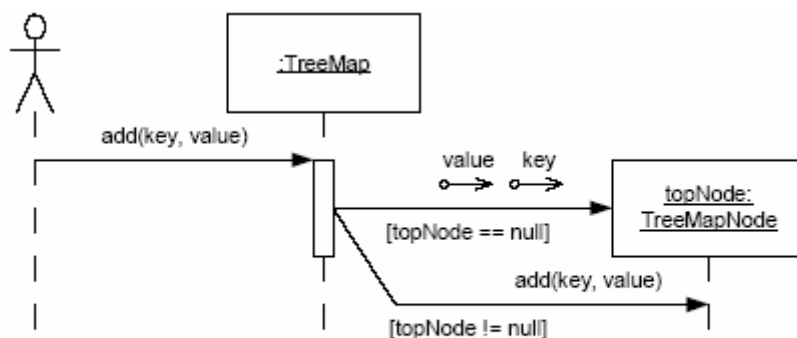 :TreeMap
add(key, value)
value key
topNode:
TreeMapNode
[topNode == null]
add(key, value)
[topNode != null]